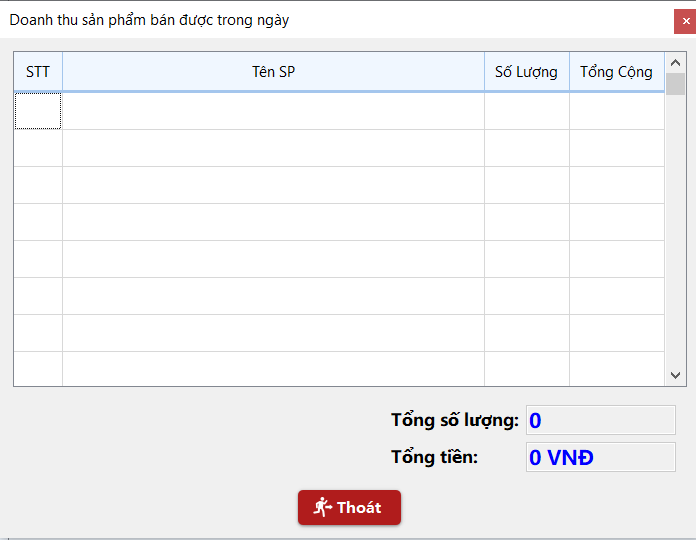 Doanh thu sản phẩm bán được trong ngày
STT Tên SP Số Lượng Tổng Cộng
Tổng số lượng: 0
Tổng tiền: 0 VNĐ
Thoát